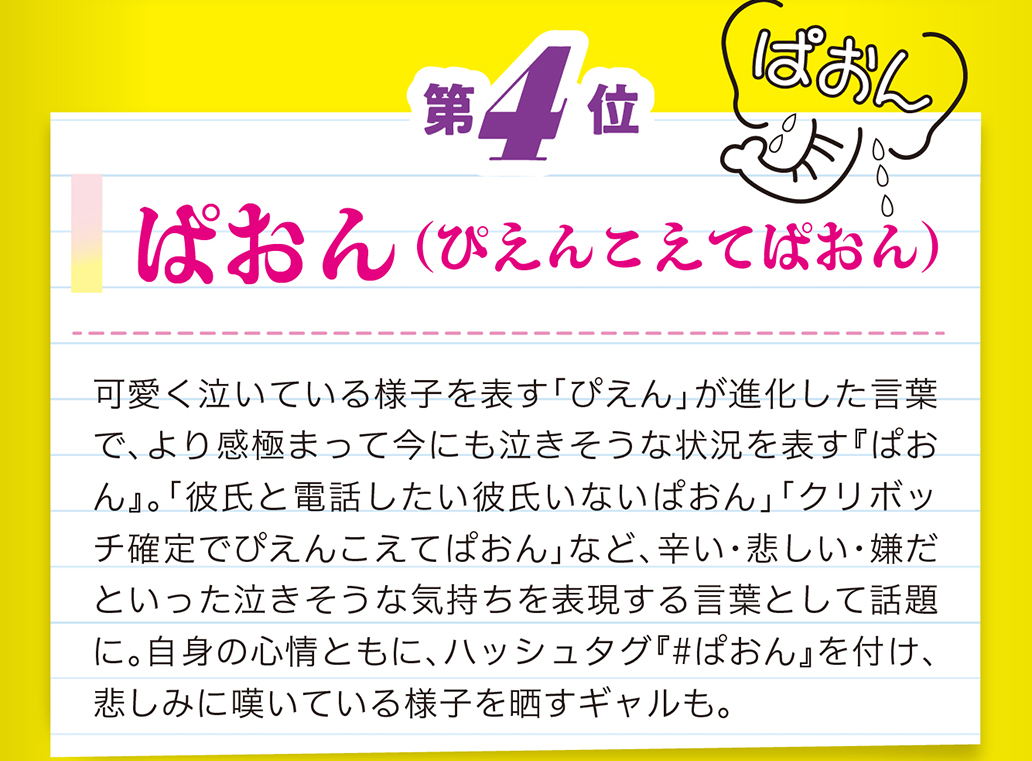 ぱおん
第4位
ぱおん(ぴえんこえてぱおん)
可愛く泣いている様子を表す「ぴえん」が進化した言葉
で、より感極まって今にも泣きそうな状況を表す『ぱお
ん』。「彼氏と電話したい彼氏いないぱおん」「クリボッ
チ確定でぴえんこえてぱおん」など、辛い・悲しい・嫌だ
といった泣きそうな気持ちを表現する言葉として話題
に。自身の心情ともに、ハッシュタグ『#ぱおん』を付け、
悲しみに嘆いている様子を晒すギャルも。